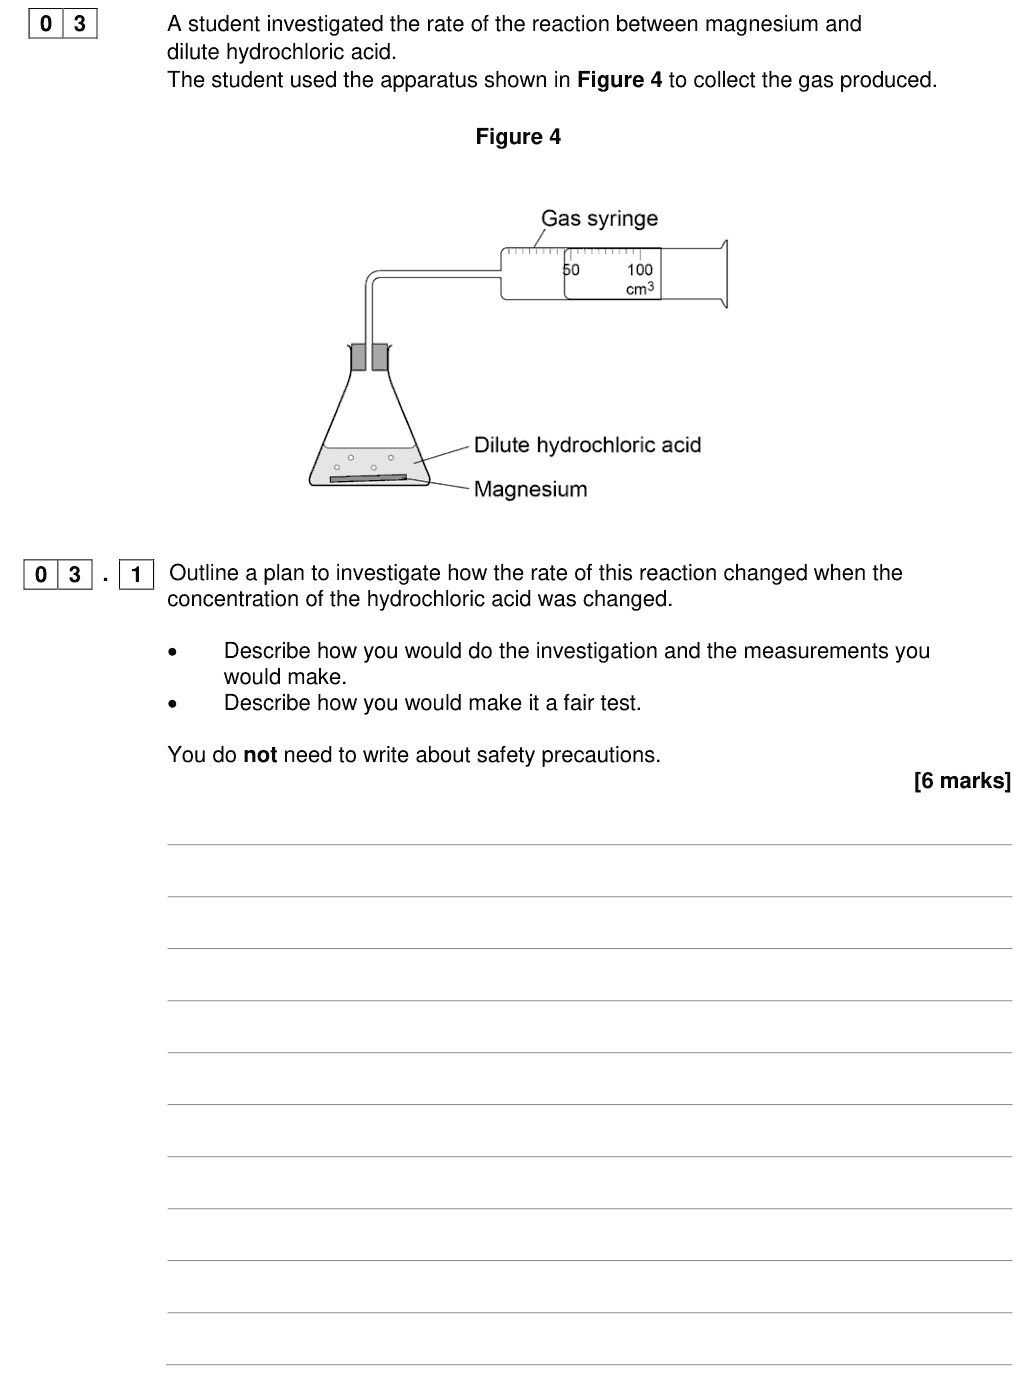 0 3 A student investigated the rate of the reaction between magnesium and
dilute hydrochloric acid.
The student used the apparatus shown in Figure 4 to collect the gas produced.
Figure 4
Gas syringe
50 100
cm³
Dilute hydrochloric acid
Magnesium
0 3 . 1 Outline a plan to investigate how the rate of this reaction changed when the
concentration of the hydrochloric acid was changed.
• Describe how you would do the investigation and the measurements you
would make.
• Describe how you would make it a fair test.
You do not need to write about safety precautions.
[6 marks]